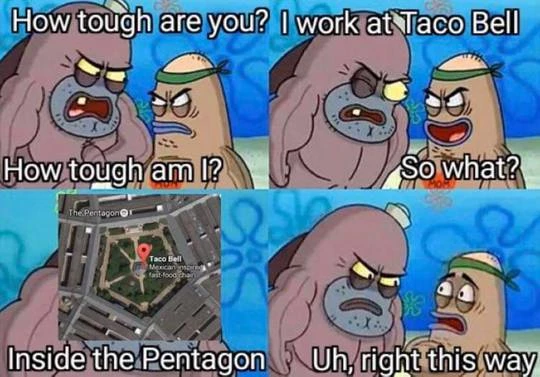 How tough are you?
How tough am I?
I work at Taco Bell
So what?
The Pentagon
Taco Bell
Mexican-inspired
fast-food chain
Inside the Pentagon
Uh, right this way